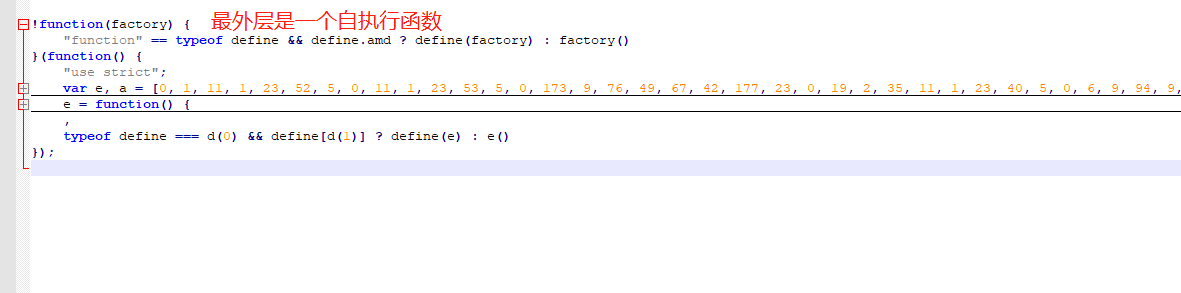 !function(factory) { 最外层是一个自执行函数
"function" == typeof define && define.amd ? define(factory) : factory()
}(function() {
"use strict";
var e, a = [0, 1, 11, 1, 23, 52, 5, 0, 11, 1, 23, 53, 5, 0, 173, 9, 76, 49, 67, 42, 177, 23, 0, 19, 2, 35, 11, 1, 23, 40, 5, 0, 6, 9, 94, 9,
e = function() {
,
typeof define === d(0) && define[d(1)] ? define(e) : e()
});